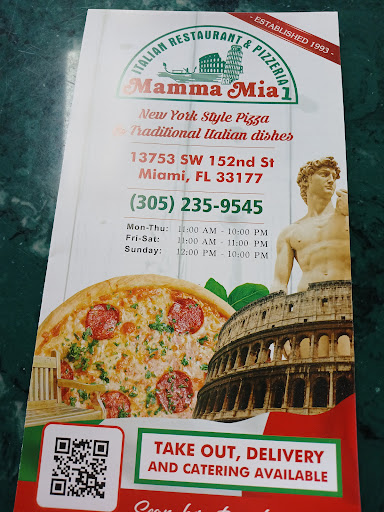 - ESTABLISHED 1993 -
ITALIAN RESTAURANT & PIZZERIA
Mamma Mia 1
New York Style Pizza
& Traditional Italian dishes
13753 SW 152nd St
Miami, FL 33177
(305) 235-9545
Mon-Thu: 11:00 AM - 10:00 PM
Fri-Sat: 11:00 AM - 11:00 PM
Sunday: 12:00 PM - 10:00 PM
TAKE OUT, DELIVERY
AND CATERING AVAILABLE